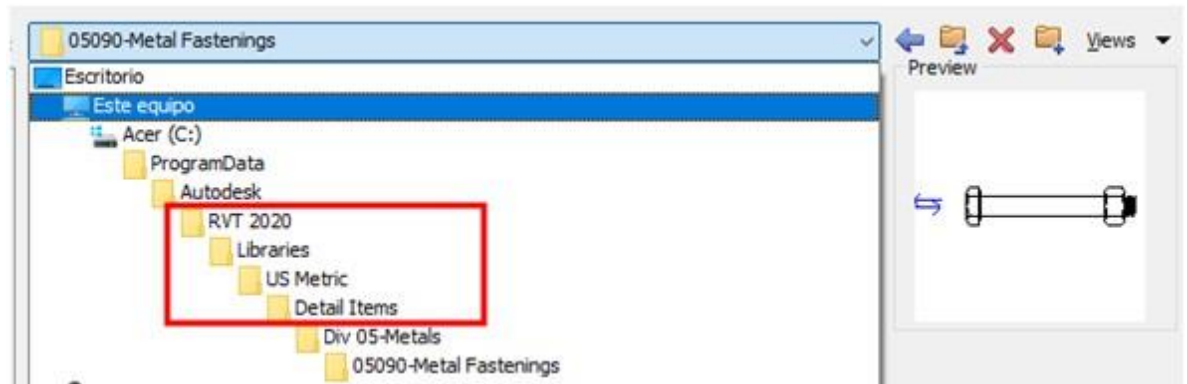 05090-Metal Fastenings
Views
Preview
Escritorio
Este equipo
Acer (C:)
ProgramData
Autodesk
RVT 2020
Libraries
US Metric
Detail Items
Div 05-Metals
05090-Metal Fastenings